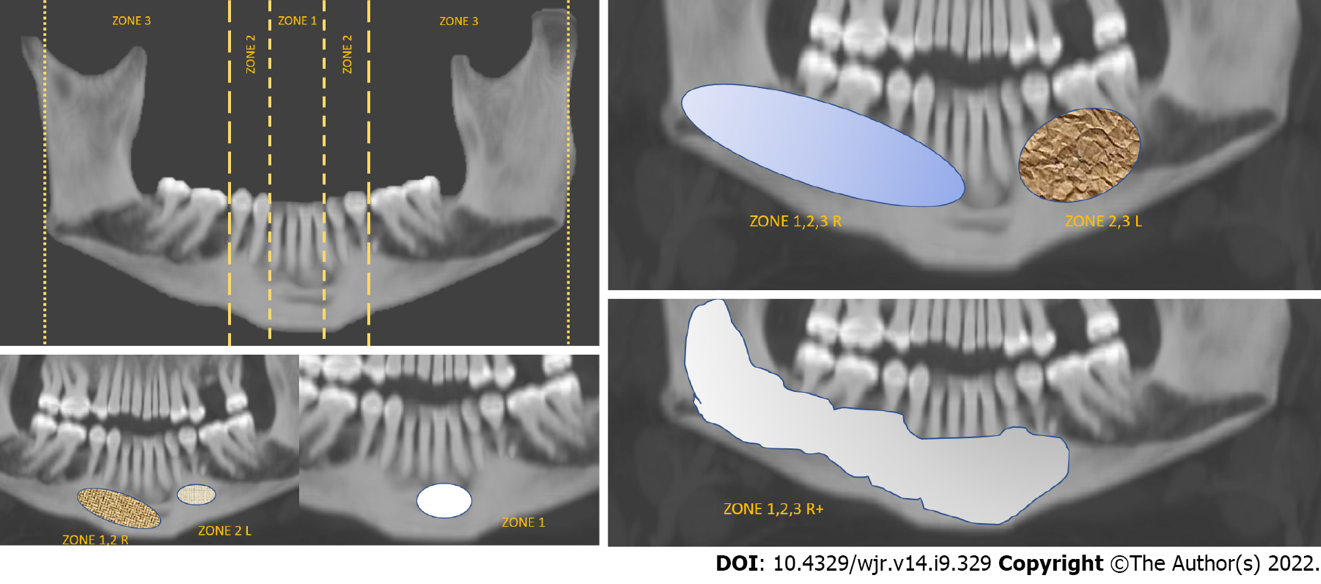 ZONE 3
ZONE 2
ZONE 1
ZONE 2
ZONE 3
ZONE 1,2,3 R
ZONE 2,3 L
ZONE 1,2 R
ZONE 2 L
ZONE 1
ZONE 1,2,3 R+
DOI: 10.4329/wjr.v14.i9.329 Copyright ©The Author(s) 2022.